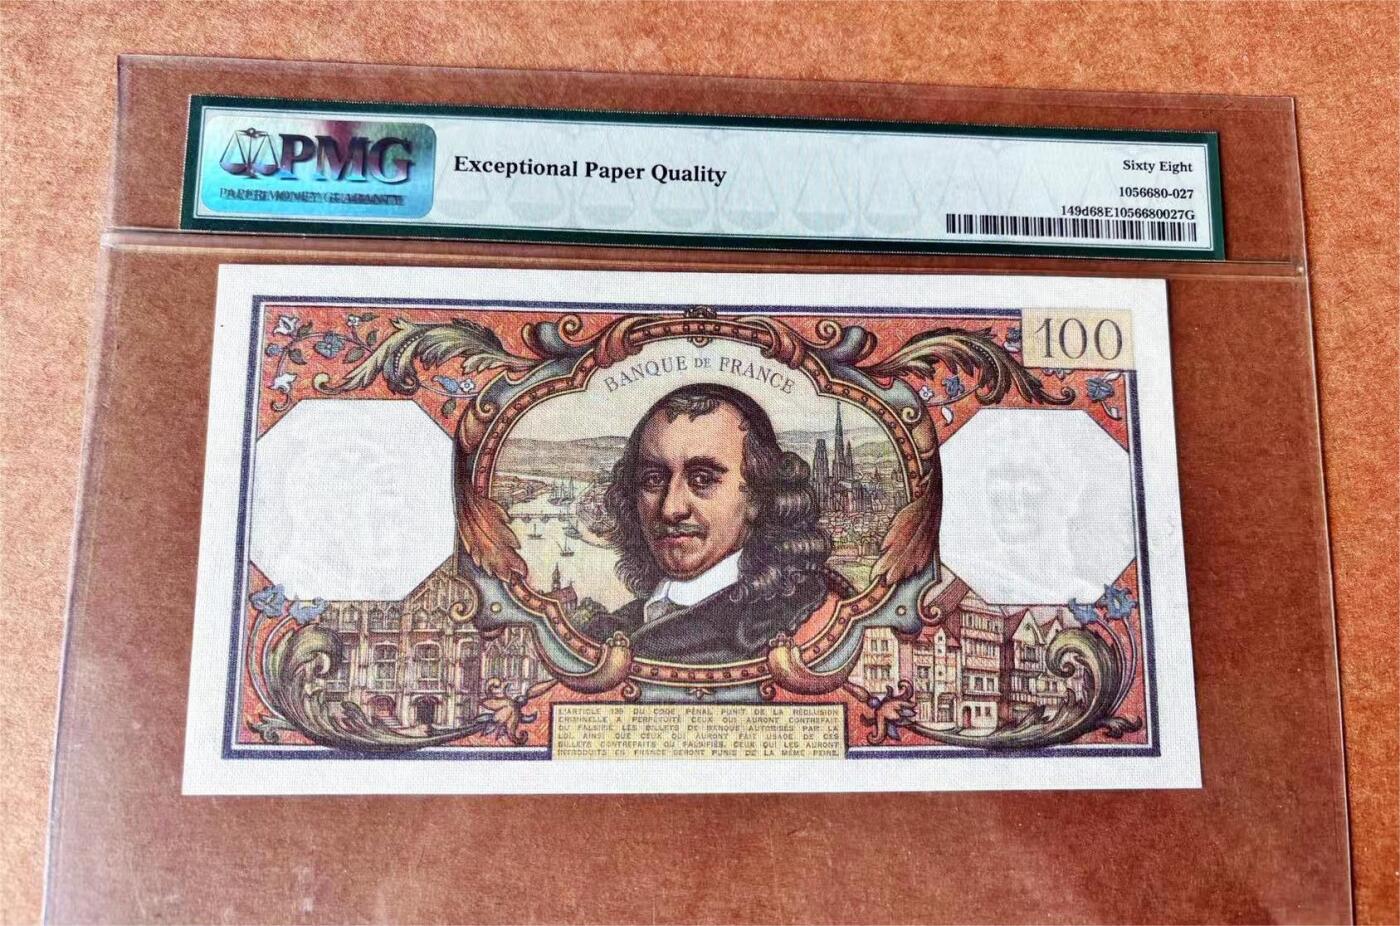 PMG
PAPER MONEY GUARANTY
Exceptional Paper Quality
Sixty Eight
1056680-027
149d68E1056680027G
100
BANQUE DE FRANCE
L'ARTICLE 139 DU CODE PÉNAL PUNIT DE LA RÉCLUSION
CRIMINELLE A PERPÉTUITÉ CEUX QUI AURONT CONTREFAIT
OU FALSIFIÉ LES BILLETS DE BANQUE AUTORISÉS PAR LA
LOI, AINSI QUE CEUX QUI AURONT FAIT USAGE DE CES
BILLETS CONTREFAITS OU FALSIFIÉS. CEUX QUI LES AURONT
INTRODUITS EN FRANCE SERONT PUNIS DE LA MÊME PEINE.